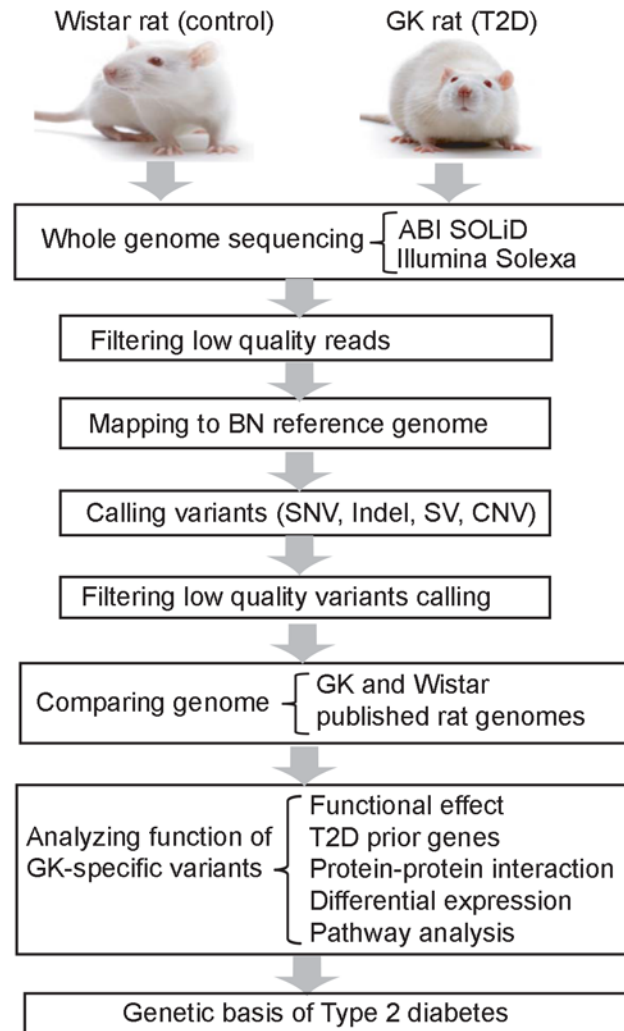 Wistar rat (control)
GK rat (T2D)
Whole genome sequencing
ABI SOLiD
Illumina Solexa
Filtering low quality reads
Mapping to BN reference genome
Calling variants (SNV, Indel, SV, CNV)
Filtering low quality variants calling
Comparing genome
GK and Wistar
published rat genomes
Analyzing function of
GK-specific variants
Functional effect
T2D prior genes
Protein-protein interaction
Differential expression
Pathway analysis
Genetic basis of Type 2 diabetes